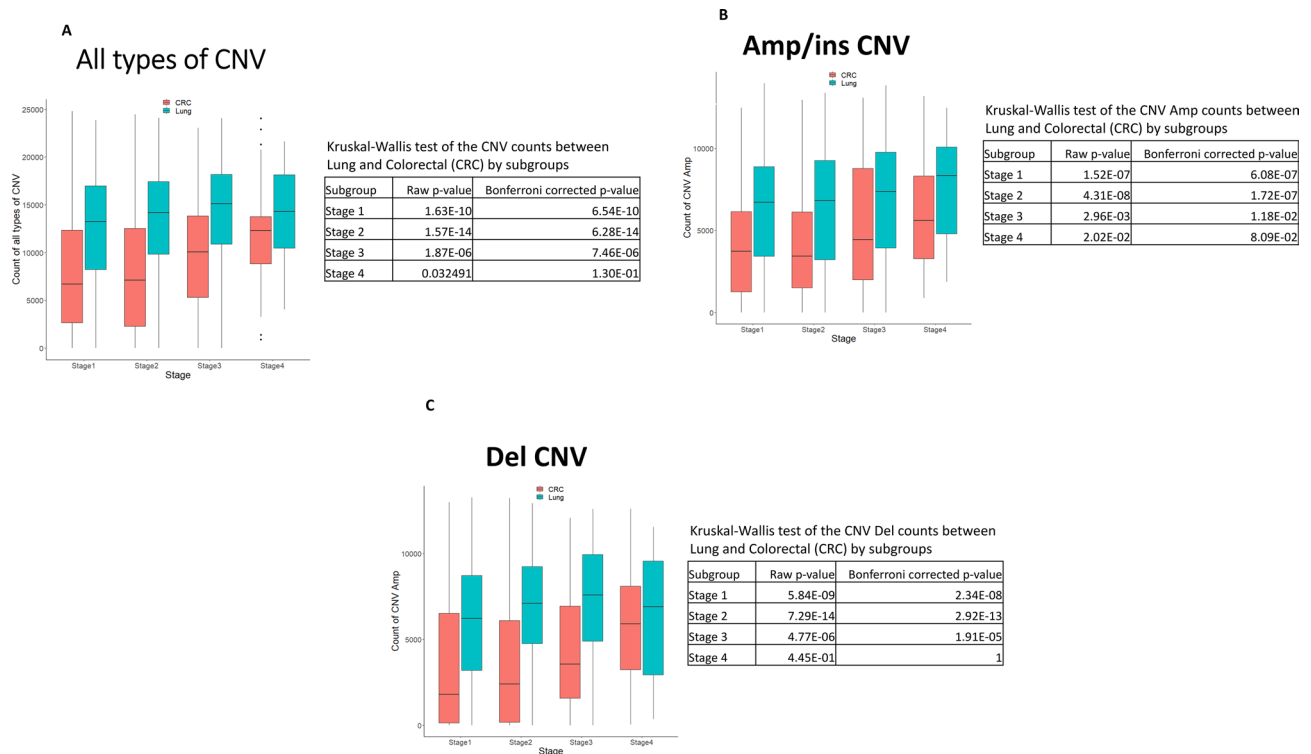 A
All types of CNV
CRC
Lung
Count of all types of CNV
25000
20000
15000
10000
5000
0
Stage1 Stage2 Stage3 Stage4
Stage
Kruskal-Wallis test of the CNV counts between
Lung and Colorectal (CRC) by subgroups
Subgroup Raw p-value Bonferroni corrected p-value
Stage 1 1.63E-10 6.54E-10
Stage 2 1.57E-14 6.28E-14
Stage 3 1.87E-06 7.46E-06
Stage 4 0.032491 1.30E-01
B
Amp/ins CNV
CRC
Lung
Count of CNV Amp
10000
5000
0
Stage1 Stage2 Stage3 Stage4
Stage
Kruskal-Wallis test of the CNV Amp counts between
Lung and Colorectal (CRC) by subgroups
Subgroup Raw p-value Bonferroni corrected p-value
Stage 1 1.52E-07 6.08E-07
Stage 2 4.31E-08 1.72E-07
Stage 3 2.96E-03 1.18E-02
Stage 4 2.02E-02 8.09E-02
C
Del CNV
CRC
Lung
Count of CNV Amp
10000
5000
0
Stage1 Stage2 Stage3 Stage4
Stage
Kruskal-Wallis test of the CNV Del counts between
Lung and Colorectal (CRC) by subgroups
Subgroup Raw p-value Bonferroni corrected p-value
Stage 1 5.84E-09 2.34E-08
Stage 2 7.29E-14 2.92E-13
Stage 3 4.77E-06 1.91E-05
Stage 4 4.45E-01 1